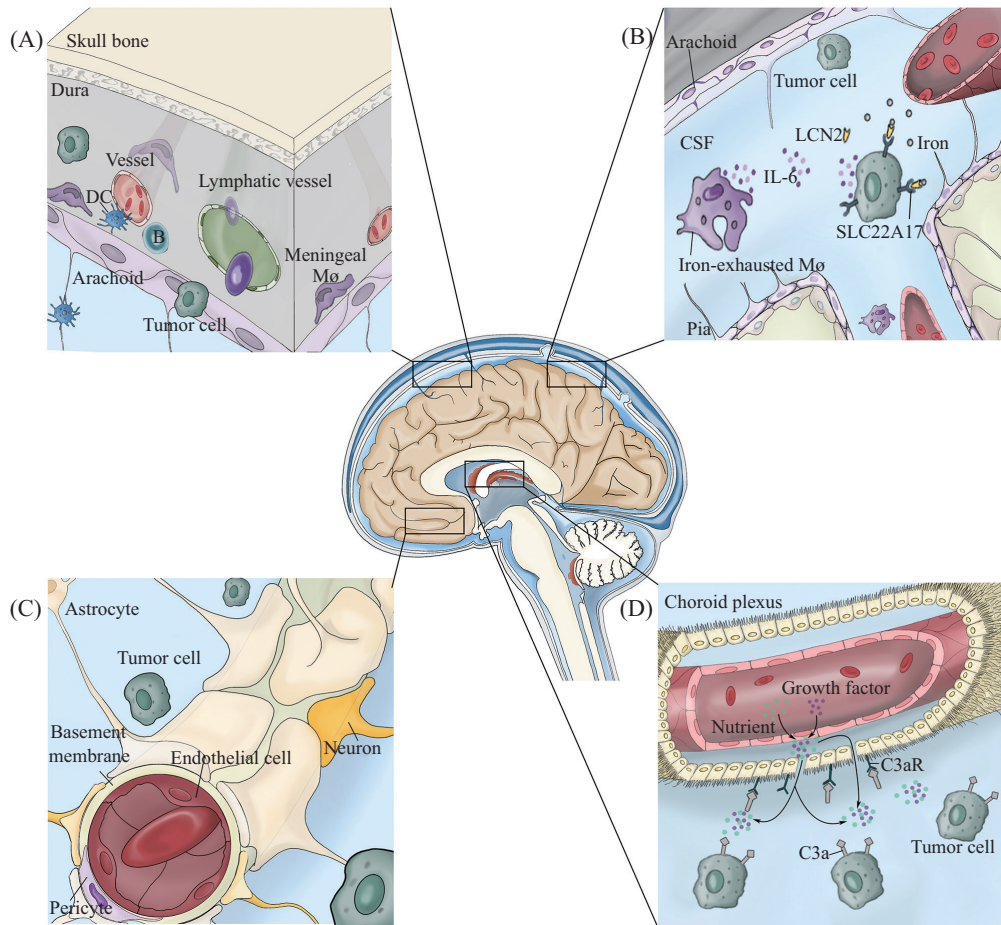 (A)
Skull bone
Dura
Vessel
Lymphatic vessel
DC
B
Meningeal
Mø
Arachoid
Tumor cell
(B)
Arachoid
Tumor cell
LCN2
CSF
Iron
IL-6
SLC22A17
Iron-exhausted Mø
Pia
(C)
Astrocyte
Tumor cell
Basement
membrane
Endothelial cell
Neuron
Pericyte
(D)
Choroid plexus
Growth factor
Nutrient
C3aR
C3a
Tumor cell